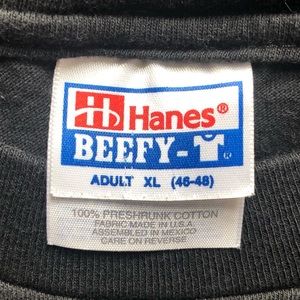 Hanes®
BEEFY-T®
ADULT XL (46-48)
100% PRESHRUNK COTTON
FABRIC MADE IN U.S.A.
ASSEMBLED IN MEXICO
CARE ON REVERSE